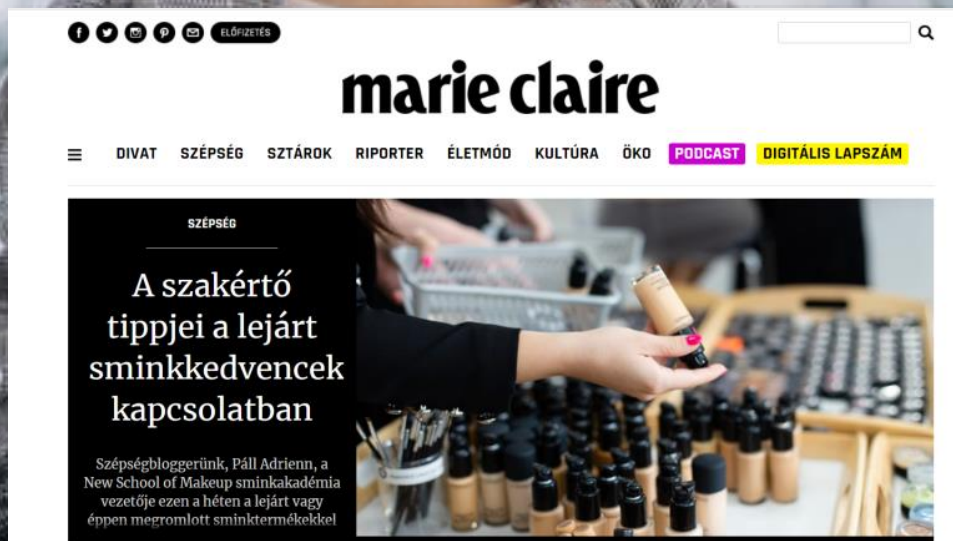 ELŐFIZETÉS
marie claire
DIVAT SZÉPSÉG SZTÁROK RIPORTER ÉLETMÓD KULTÚRA ÖKO PODCAST DIGITÁLIS LAPSZÁM
SZÉPSÉG
A szakértő
tippjei a lejárt
sminkkedvencek
kapcsolatban
Szépségbloggerünk, Páll Adrienn, a
New School of Makeup sminkakadémia
vezetője ezen a héten a lejárt vagy
éppen megromlott sminktermékekkel